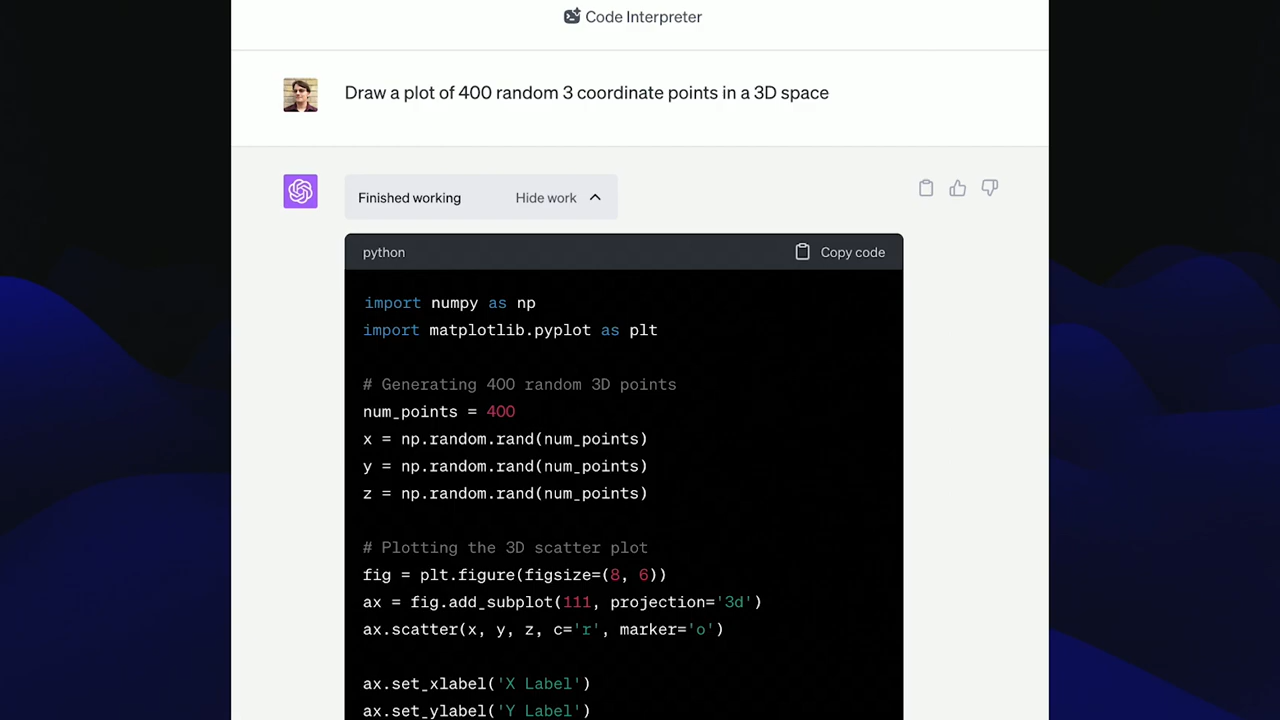 Code Interpreter
Draw a plot of 400 random 3 coordinate points in a 3D space
Finished working Hide work
python Copy code
import numpy as np
import matplotlib.pyplot as plt
# Generating 400 random 3D points
num_points = 400
x = np.random.rand(num_points)
y = np.random.rand(num_points)
z = np.random.rand(num_points)
# Plotting the 3D scatter plot
fig = plt.figure(figsize=(8, 6))
ax = fig.add_subplot(111, projection='3d')
ax.scatter(x, y, z, c='r', marker='o')
ax.set_xlabel('X Label')
ax.set_ylabel('Y Label')